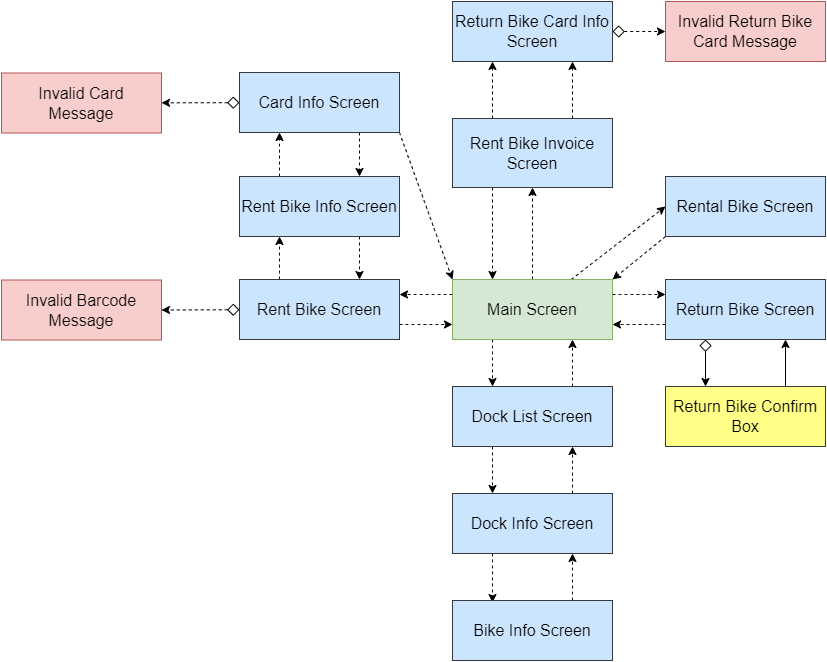 Return Bike Card Info
Screen
Invalid Return Bike
Card Message
Invalid Card
Message
Card Info Screen
Rent Bike Invoice
Screen
Rent Bike Info Screen
Rental Bike Screen
Invalid Barcode
Message
Rent Bike Screen
Main Screen
Return Bike Screen
Dock List Screen
Return Bike Confirm
Box
Dock Info Screen
Bike Info Screen